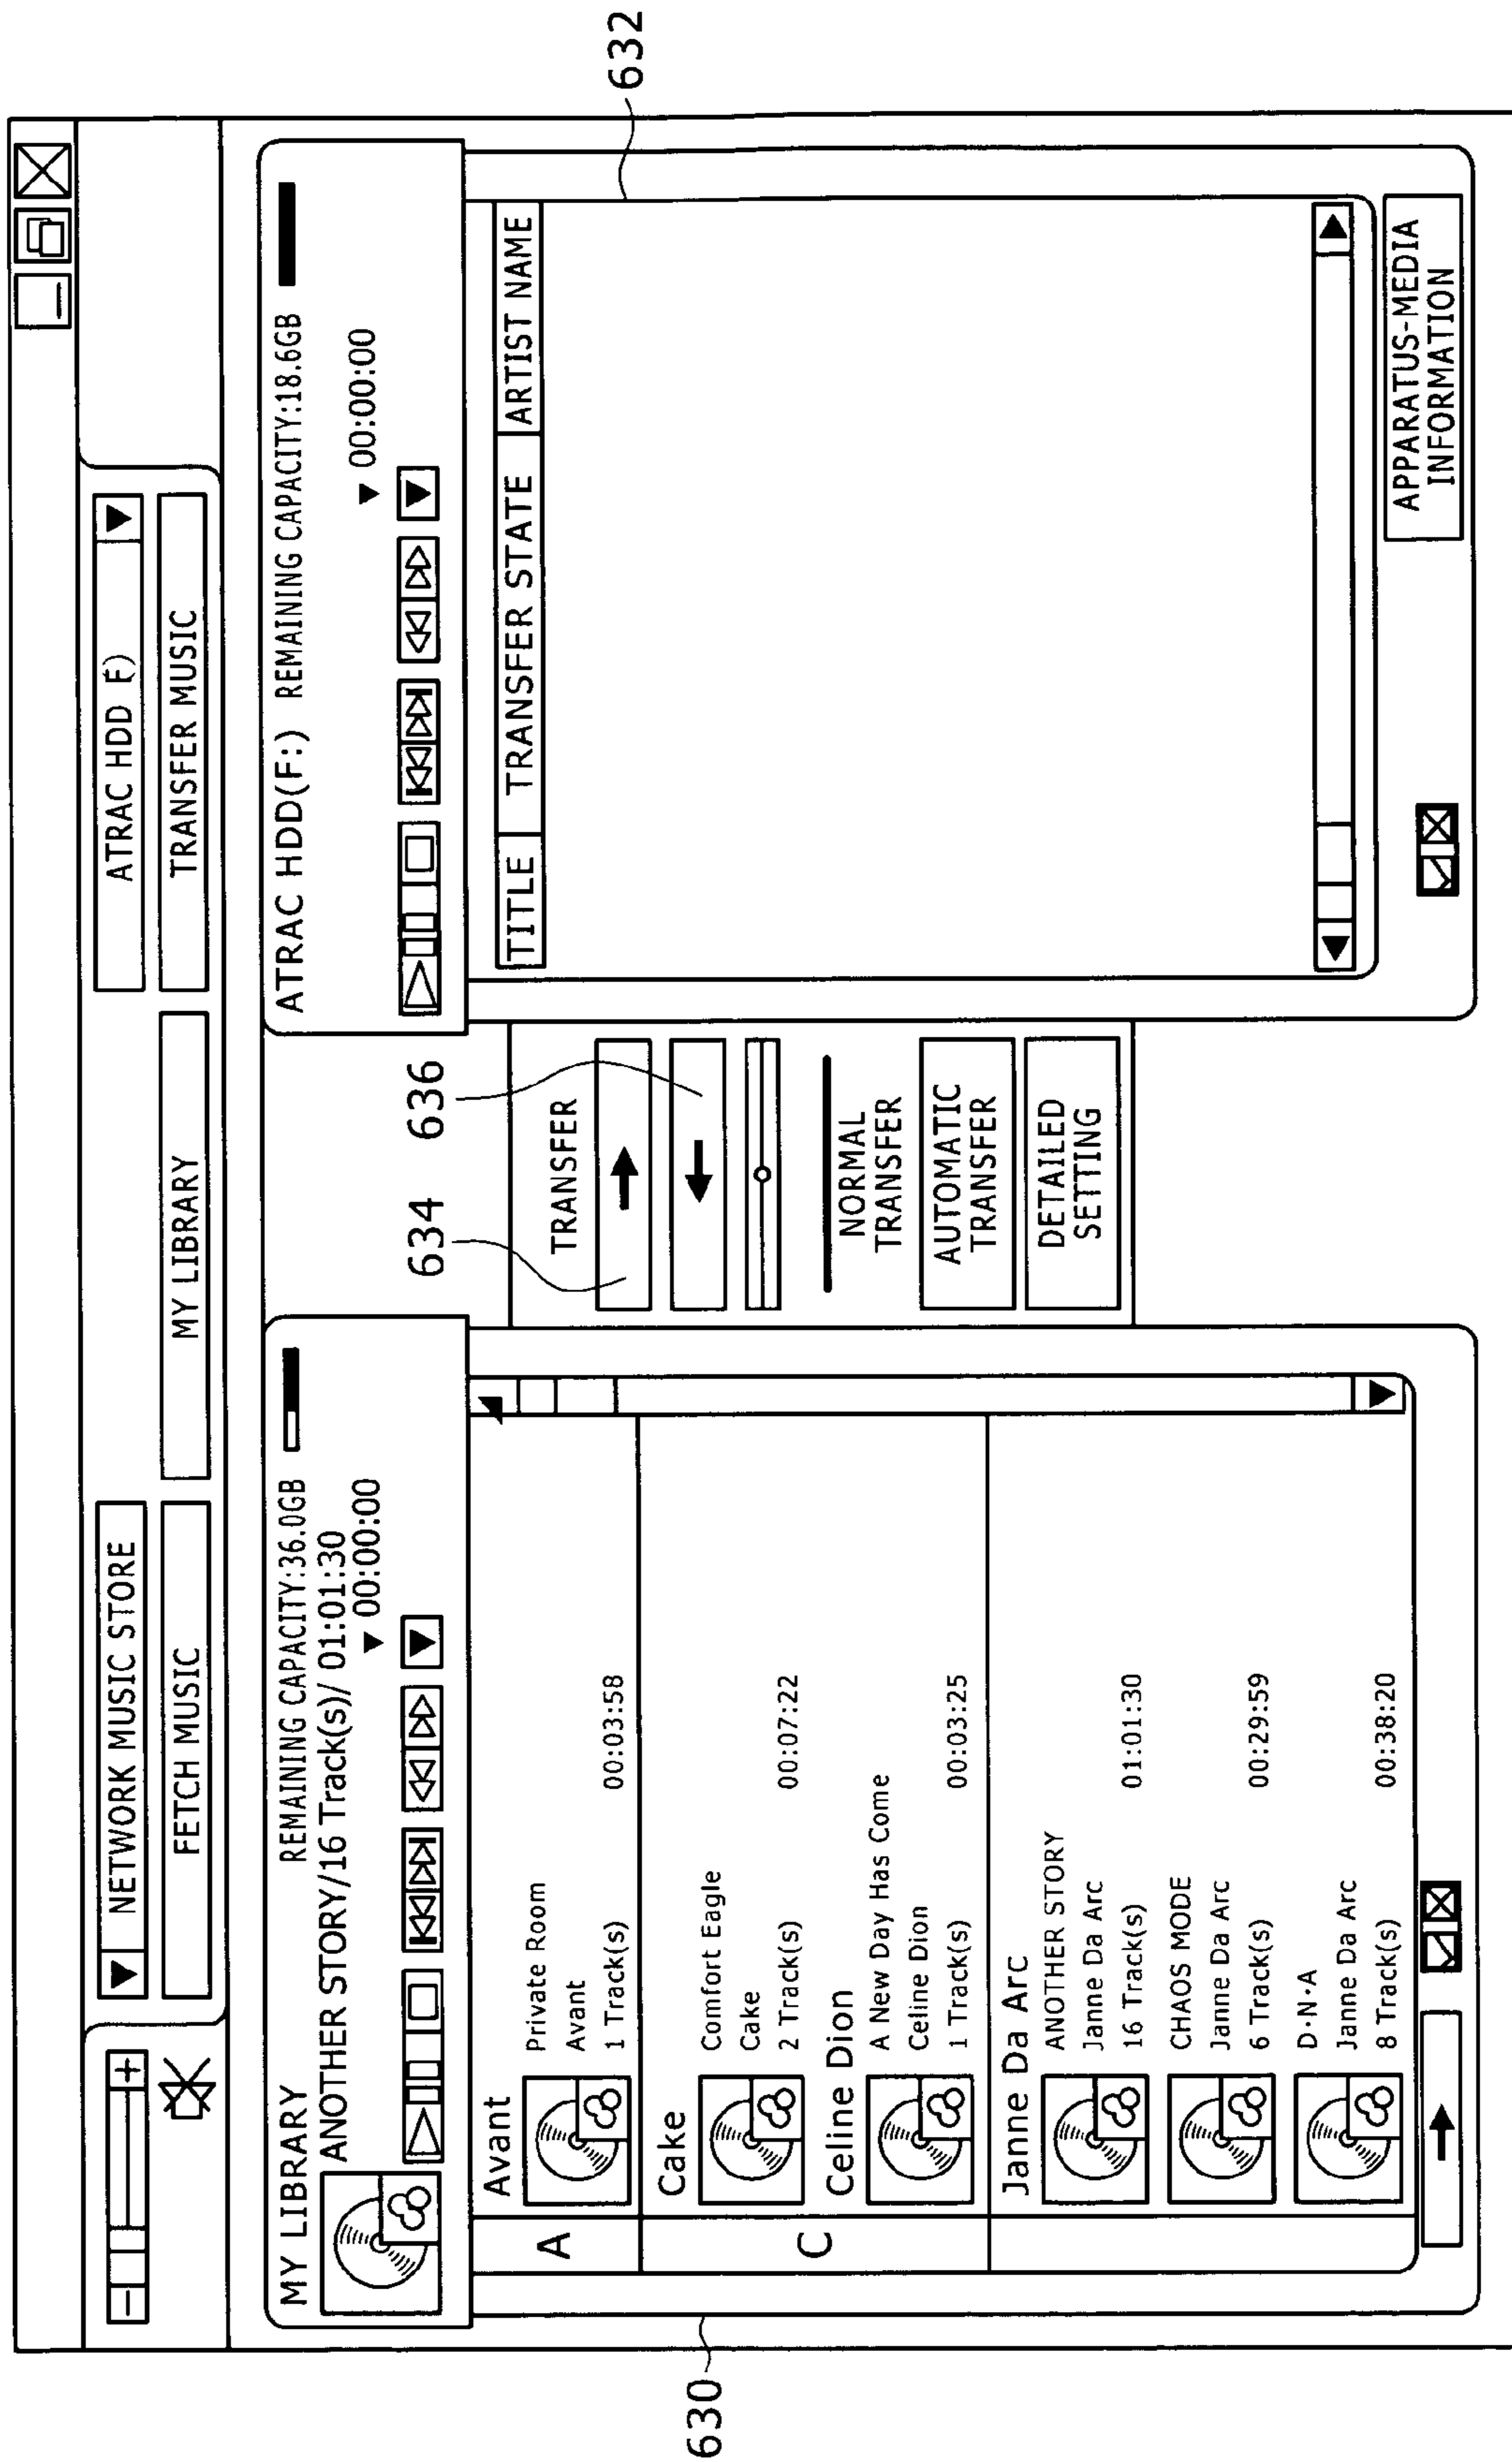 NETWORK MUSIC STORE
ATRAC HDD E)
FETCH MUSIC
MY LIBRARY
TRANSFER MUSIC
MY LIBRARY
REMAINING CAPACITY:36.0GB
ANOTHER STORY/16 Track(s)/ 01:01:30
00:00:00
A
Avant
Private Room
Avant
1 Track(s) 00:03:58
C
Cake
Comfort Eagle
Cake
2 Track(s) 00:07:22
Celine Dion
A New Day Has Come
Celine Dion
1 Track(s) 00:03:25
Janne Da Arc
ANOTHER STORY
Janne Da Arc
16 Track(s) 01:01:30
CHAOS MODE
Janne Da Arc
6 Track(s) 00:29:59
D·N·A
Janne Da Arc
8 Track(s) 00:38:20
630
634 636
TRANSFER
NORMAL
TRANSFER
AUTOMATIC
TRANSFER
DETAILED
SETTING
ATRAC HDD(F:) REMAINING CAPACITY:18.6GB
00:00:00
TITLE TRANSFER STATE ARTIST NAME
632
APPARATUS-MEDIA
INFORMATION